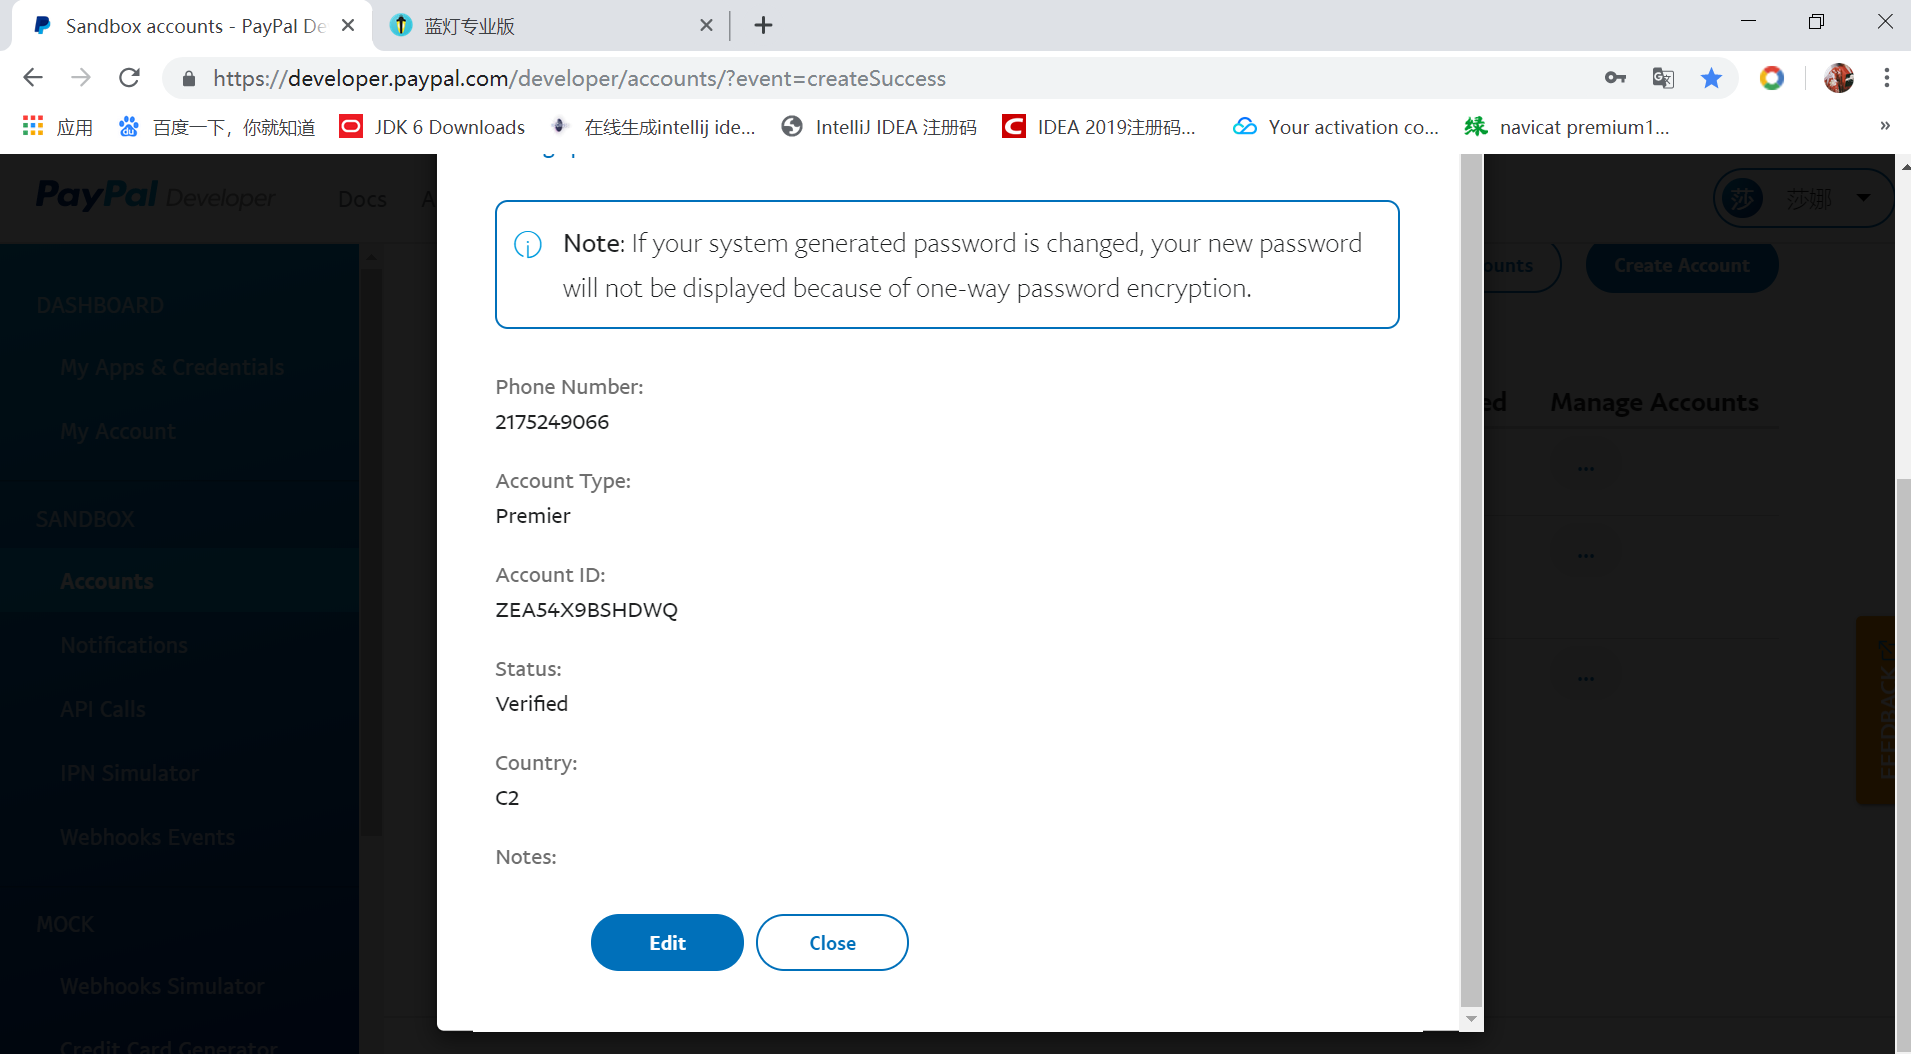 Sandbox accounts - PayPal De
蓝灯专业版
https://developer.paypal.com/developer/accounts/?event=createSuccess
应用
百度一下，你就知道
JDK 6 Downloads
在线生成intellij ide...
IntelliJ IDEA 注册码
IDEA 2019注册码...
Your activation co...
navicat premium1...
»
PayPal Developer
Docs
A
莎
莎娜
Note: If your system generated password is changed, your new password
will not be displayed because of one-way password encryption.
ounts
Create Account
DASHBOARD
My Apps & Credentials
My Account
SANDBOX
Accounts
Notifications
API Calls
IPN Simulator
Webhooks Events
MOCK
Webhooks Simulator
Credit Card Generator
Phone Number:
2175249066
Account Type:
Premier
Account ID:
ZEA54X9BSHDWQ
Status:
Verified
Country:
C2
Notes:
Edit
Close
ed
Manage Accounts
...
...
...
FEEDBACK